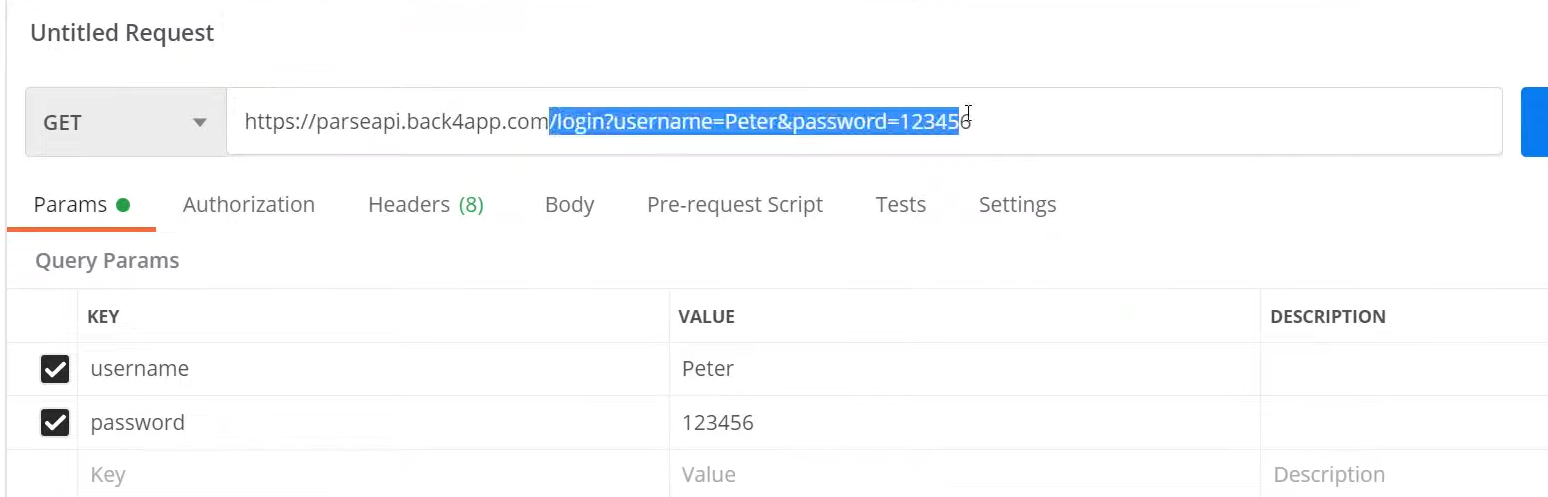 Untitled Request
GET https://parseapi.back4app.com/login?username=Peter&password=123456
Params Authorization Headers (8) Body Pre-request Script Tests Settings
Query Params
KEY VALUE DESCRIPTION
username Peter
password 123456
Key Value Description